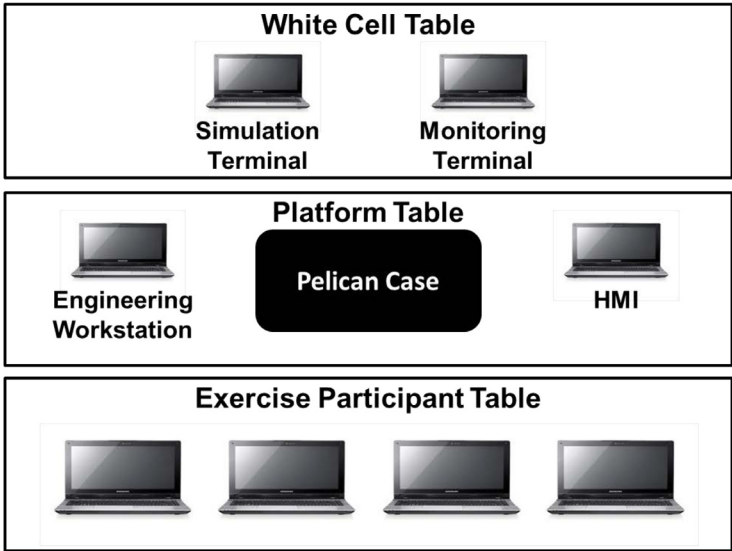 White Cell Table
Simulation
Terminal
Monitoring
Terminal
Platform Table
Engineering
Workstation
Pelican Case
HMI
Exercise Participant Table